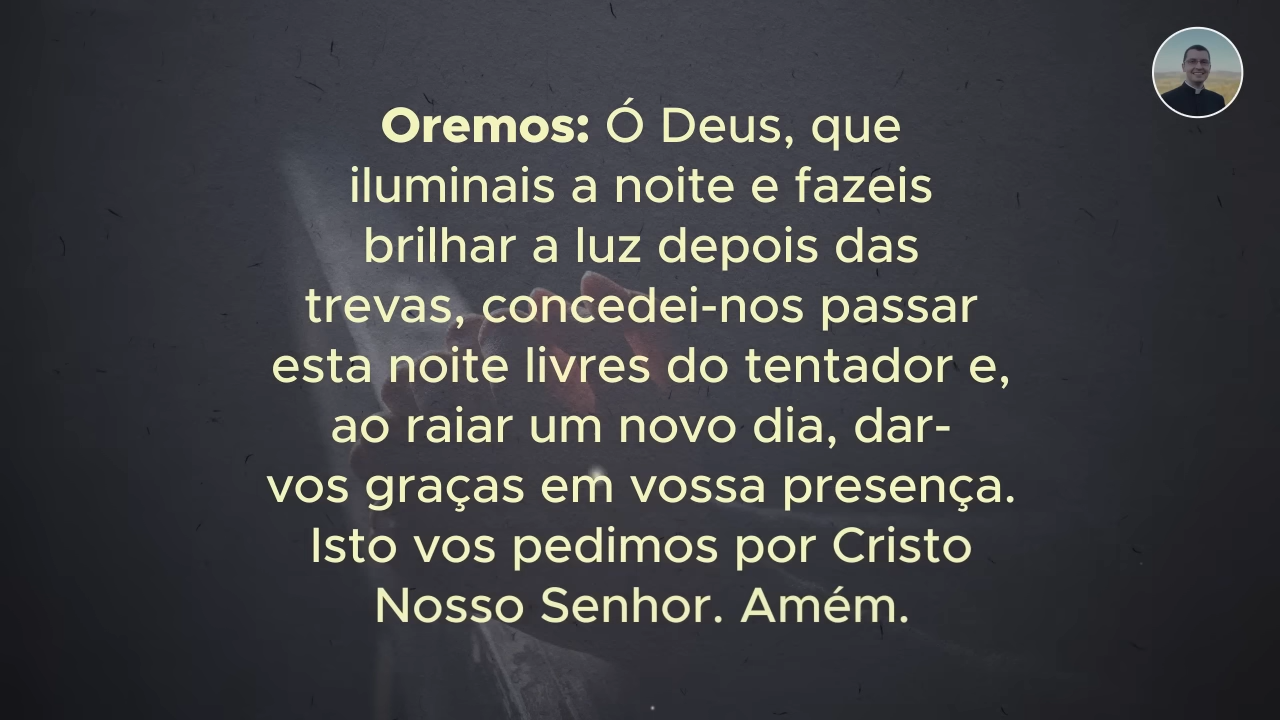 Oremos: Ó Deus, que
iluminais a noite e fazeis
brilhar a luz depois das
trevas, concedei-nos passar
esta noite livres do tentador e,
ao raiar um novo dia, dar-
vos graças em vossa presença.
Isto vos pedimos por Cristo
Nosso Senhor. Amém.